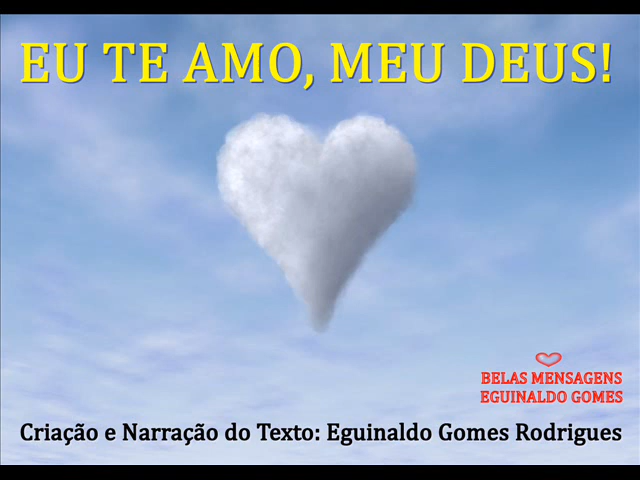 EU TE AMO, MEU DEUS!
BELAS MENSAGENS
EGUINALDO GOMES
Criação e Narração do Texto: Eguinaldo Gomes Rodrigues